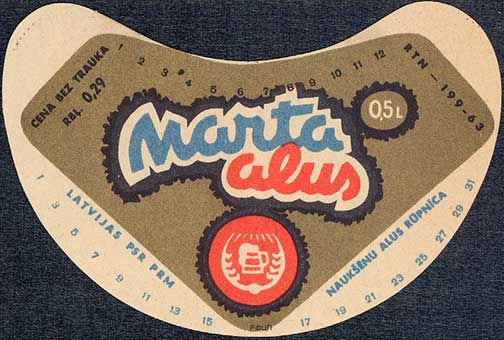 CENA BEZ TRAUKA
RBĻ. 0,29
1 2 3 4 5 6 7 8 9 10 11 12
RTN — 199-63
0,5 L
Marta
alus
LATVIJAS PSR PRM
NAUKŠĒNU ALUS RŪPNĪCA
1 3 5 7 9 11 13 15 17 19 21 23 25 27 29 31